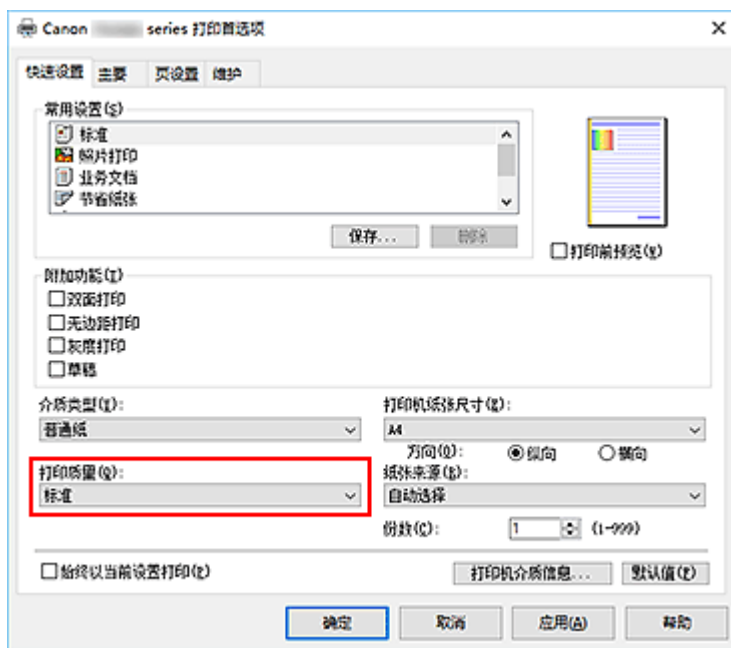 Canon series 打印首选项
快速设置 主要 页设置 维护
常用设置(S)
标准
照片打印
业务文档
节省纸张
保存... 删除
打印前预览(V)
附加功能(T)
双面打印
无边距打印
灰度打印
草稿
介质类型(Y): 打印机纸张尺寸(Z):
普通纸 A4
方向(O): 纵向 横向
打印质量(Q): 纸张来源(B):
标准 自动选择
份数(C): 1 (1-999)
始终以当前设置打印(R)
打印机介质信息... 默认值(F)
确定 取消 应用(A) 帮助